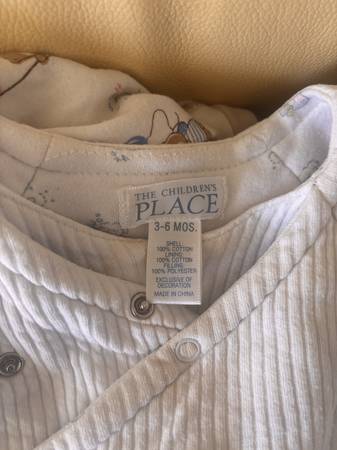 THE CHILDREN'S
PLACE
3-6 MOS.
SHELL:
100% COTTON
LINING:
100% COTTON
FILLING:
100% POLYESTER
EXCLUSIVE OF
DECORATION
MADE IN CHINA